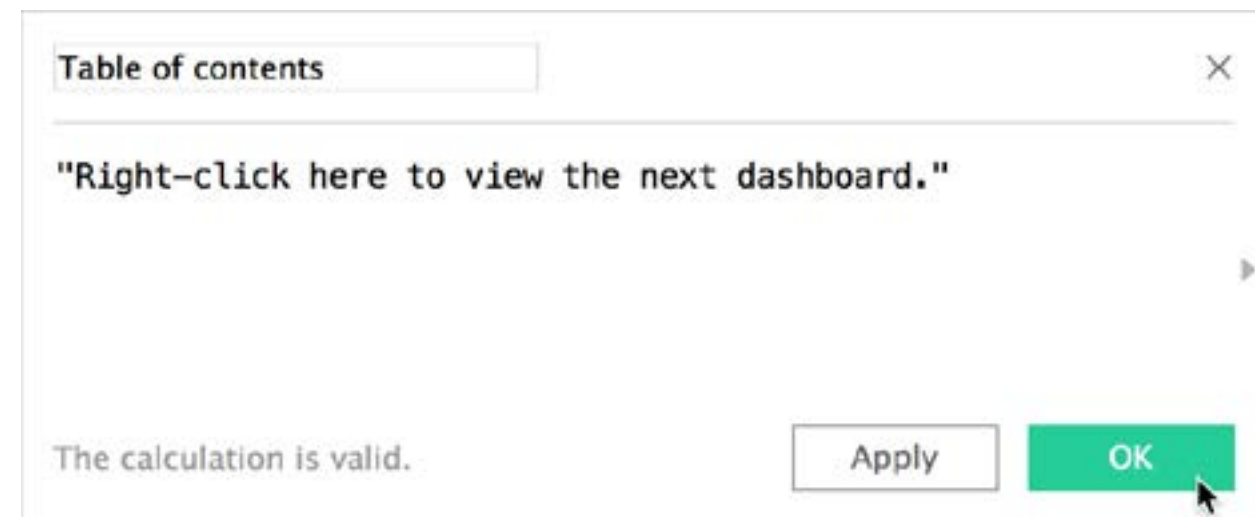 Table of contents
"Right-click here to view the next dashboard."
The calculation is valid.
Apply
OK